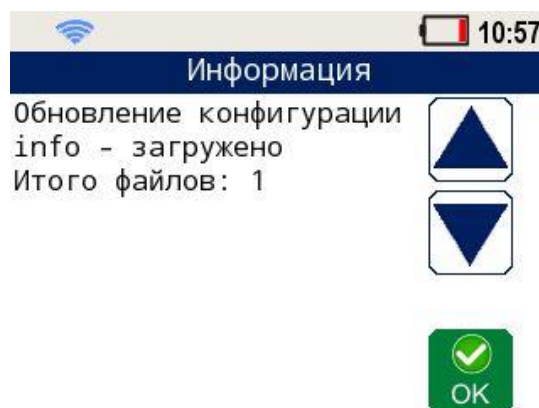 10:57
Информация
Обновление конфигурации
info - загружено
Итого файлов: 1
OK